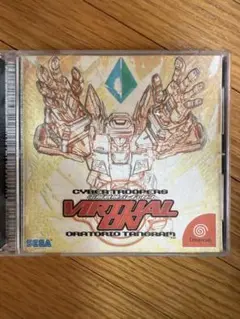 CYBER TROOPERS
VIRTUAL
ON
ORATORIO TANGRAM
SEGA
Dreamcast